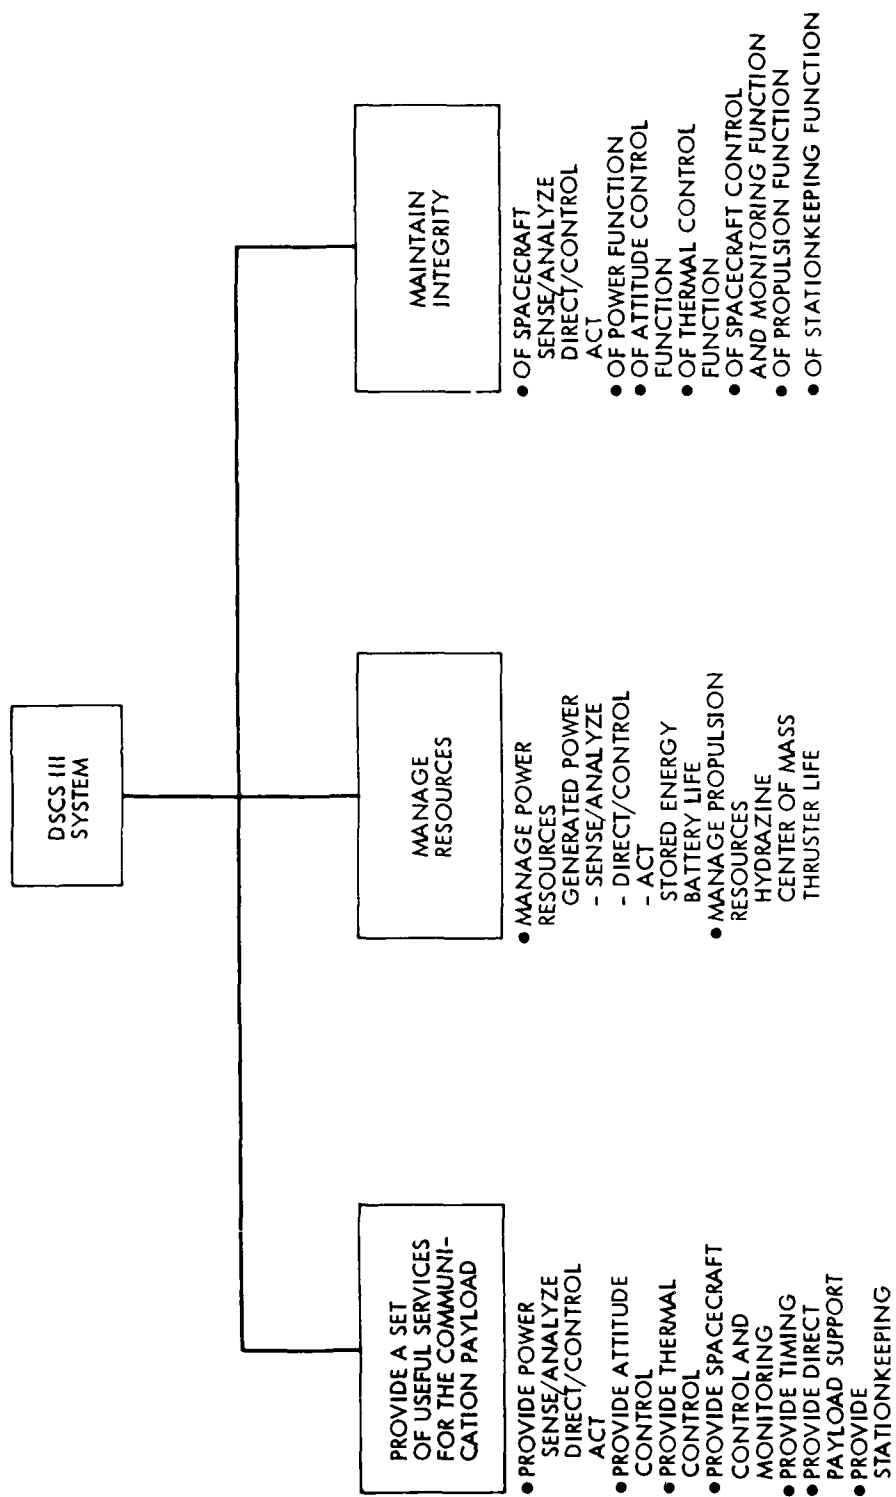 DSCS III
SYSTEM
PROVIDE A SET
OF USEFUL SERVICES
FOR THE COMMUNI-
CATION PAYLOAD
● PROVIDE POWER
SENSE/ANALYZE
DIRECT/CONTROL
ACT
● PROVIDE ATTITUDE
CONTROL
● PROVIDE THERMAL
CONTROL
● PROVIDE SPACECRAFT
CONTROL AND
MONITORING
● PROVIDE TIMING
● PROVIDE DIRECT
PAYLOAD SUPPORT
● PROVIDE
STATIONKEEPING
MANAGE
RESOURCES
● MANAGE POWER
RESOURCES
GENERATED POWER
- SENSE/ANALYZE
- DIRECT/CONTROL
- ACT
STORED ENERGY
BATTERY LIFE
● MANAGE PROPULSION
RESOURCES
HYDRAZINE
CENTER OF MASS
THRUSTER LIFE
MAINTAIN
INTEGRITY
● OF SPACECRAFT
SENSE/ANALYZE
DIRECT/CONTROL
ACT
● OF POWER FUNCTION
● OF ATTITUDE CONTROL
FUNCTION
● OF THERMAL CONTROL
FUNCTION
● OF SPACECRAFT CONTROL
AND MONITORING FUNCTION
● OF PROPULSION FUNCTION
● OF STATIONKEEPING FUNCTION